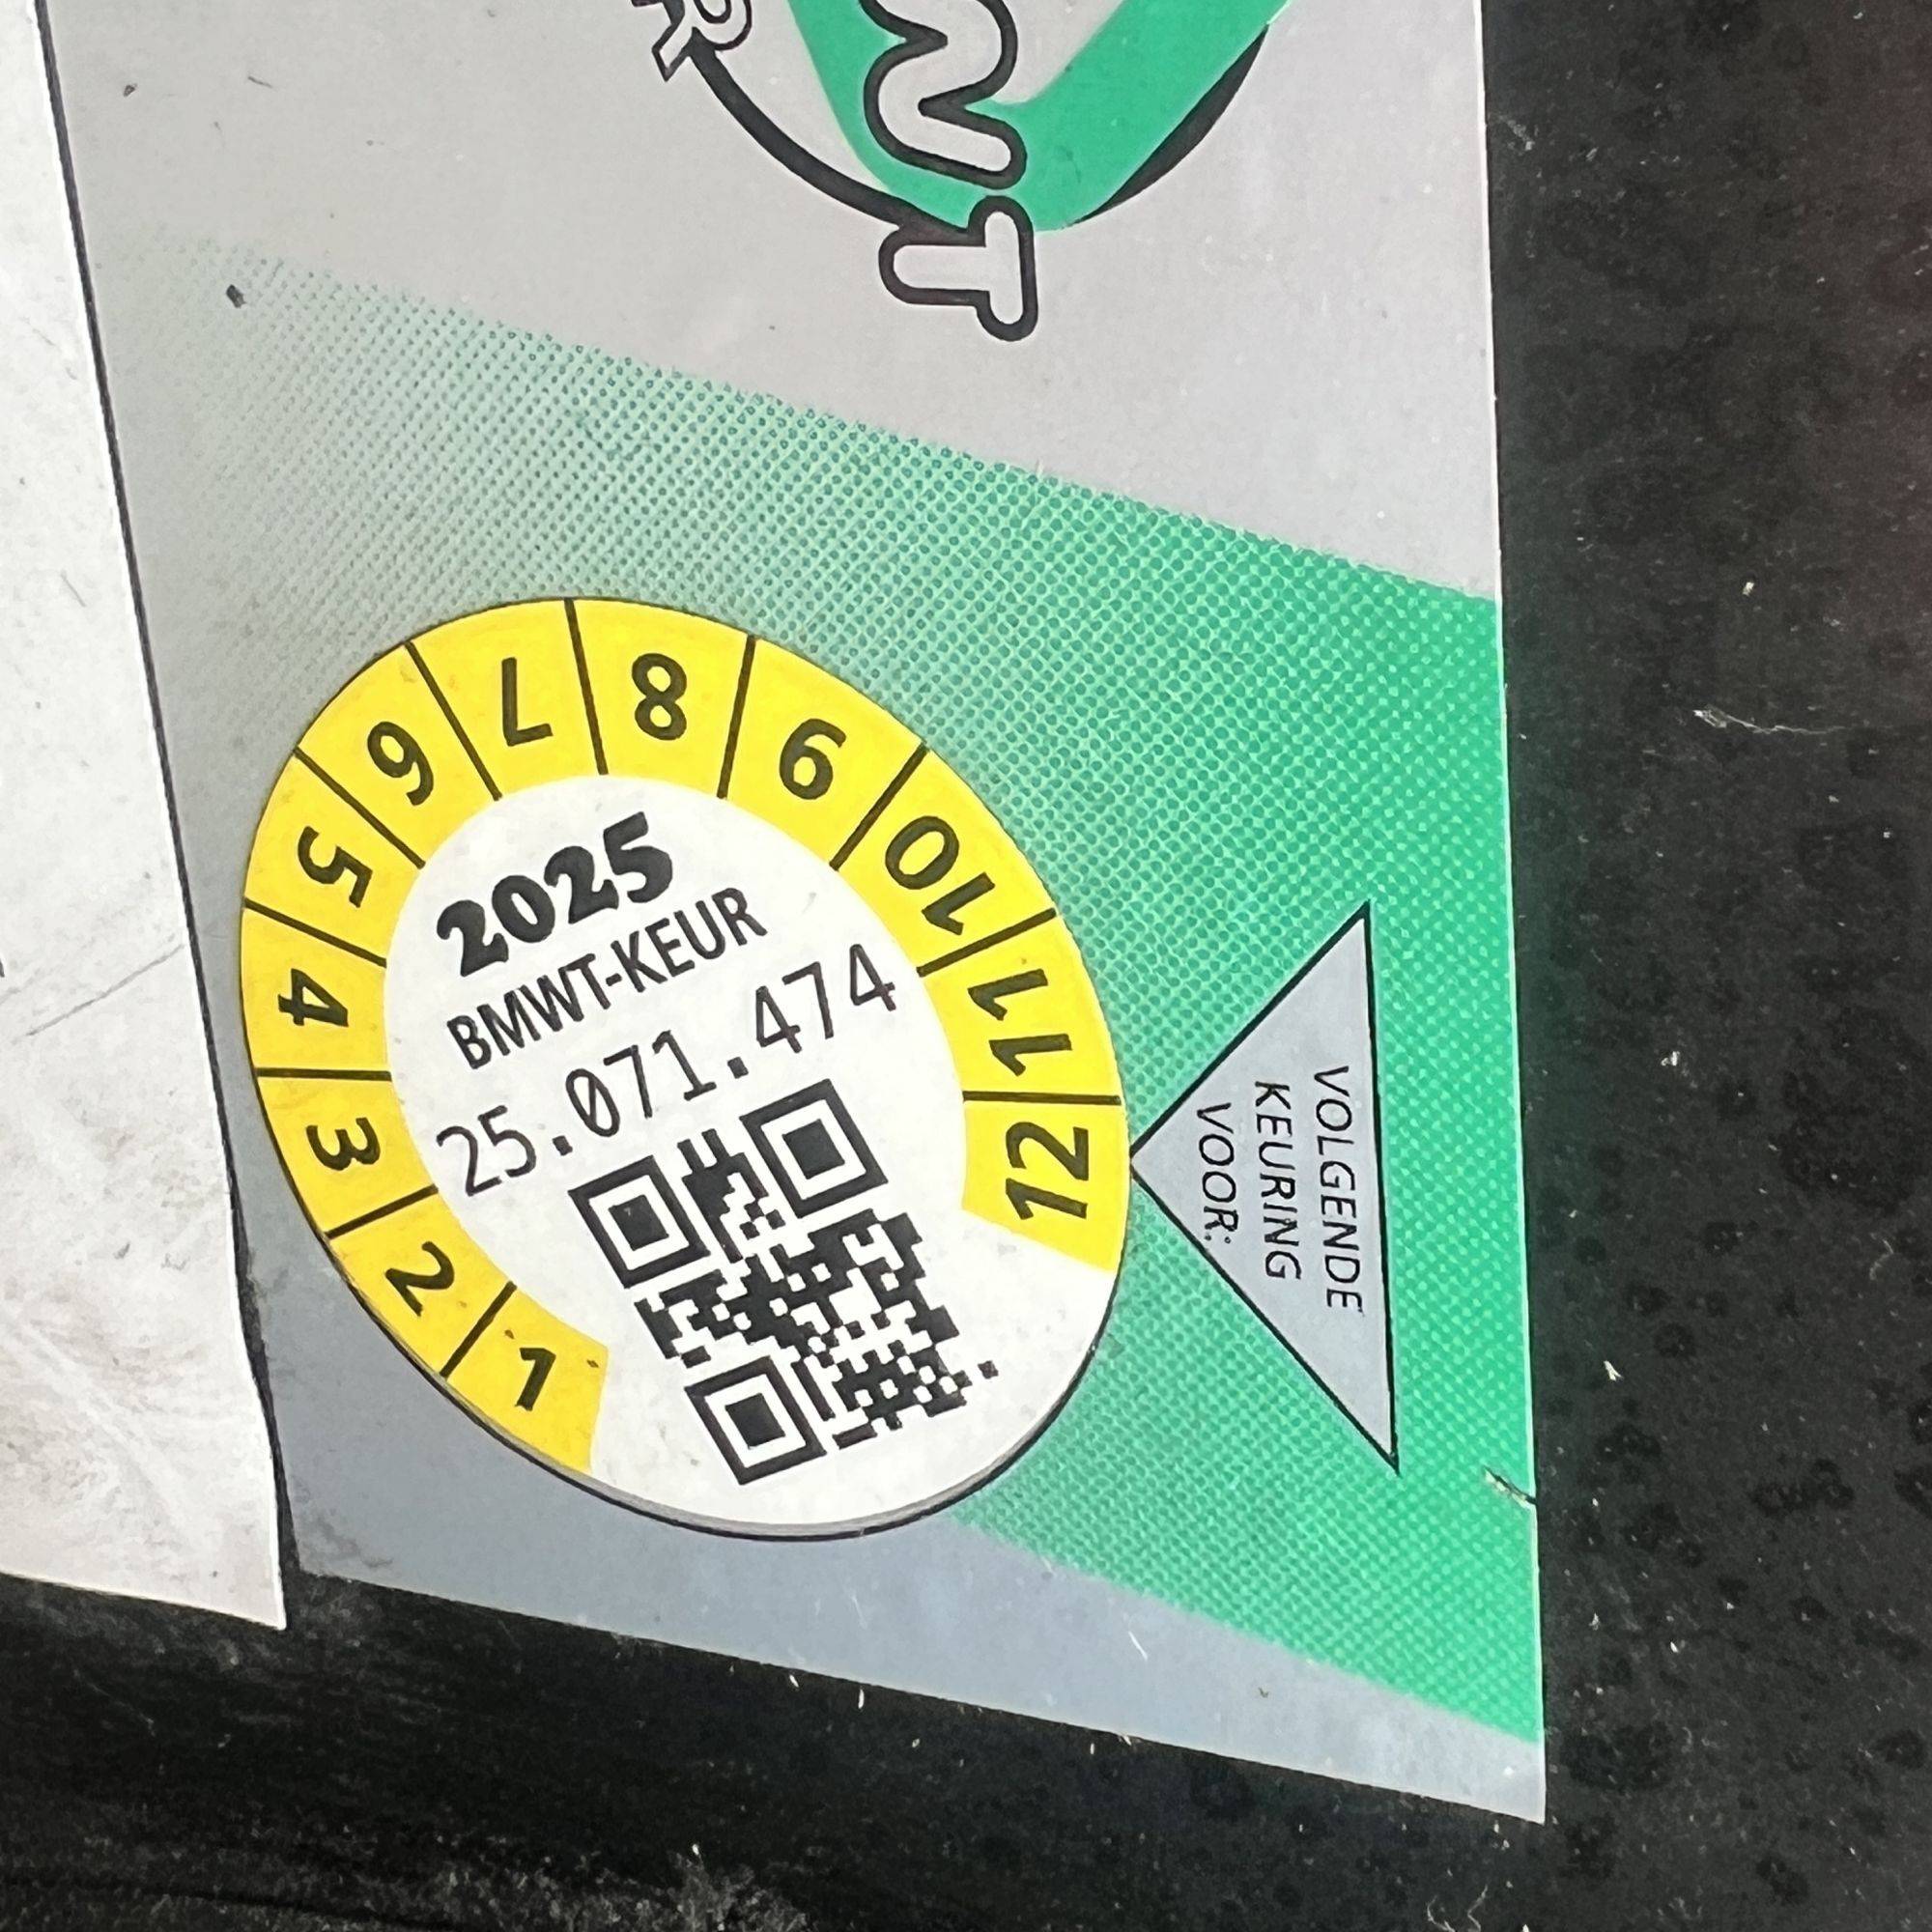 WT
R
VOLGENDE
KEURING
VOOR:
1 2 3 4 5 6 7 8 9 10 11 12
2025
BMWT-KEUR
25.071.474